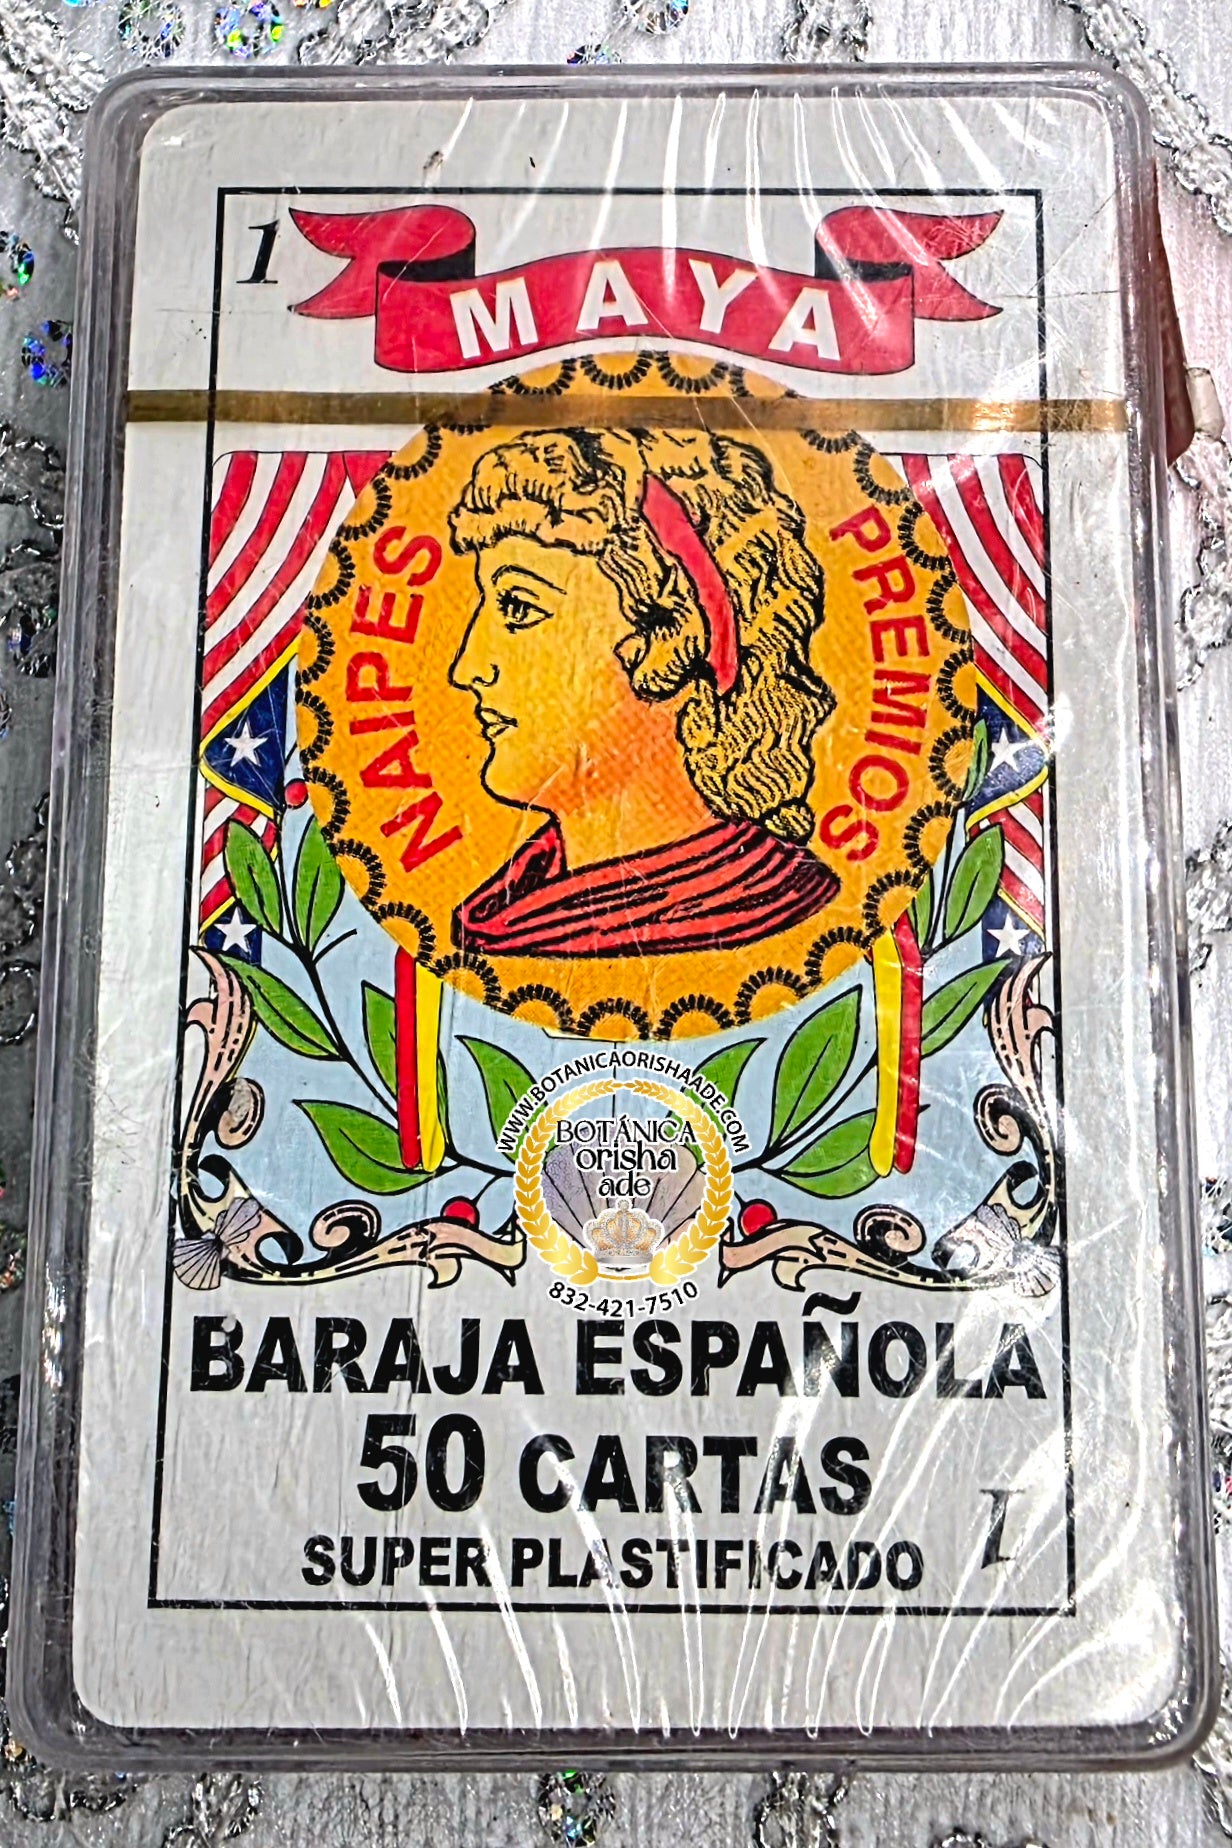 1
MAYA
NAIPES
PREMIOS
WWW.BOTANICAORISHAADE.COM
BOTÁNICA
orisha
ade
832-421-7510
BARAJA ESPAÑOLA
50 CARTAS
SUPER PLASTIFICADO
1